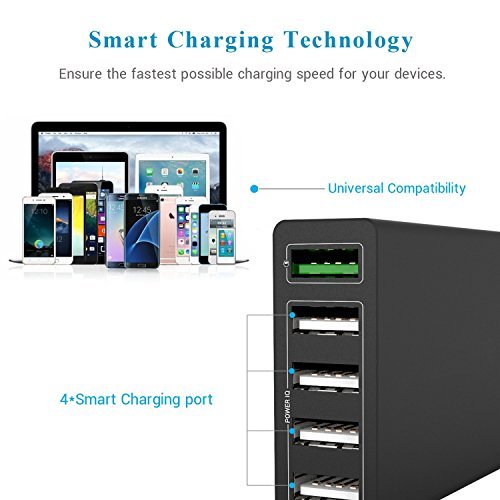 Smart Charging Technology
Ensure the fastest possible charging speed for your devices.
Universal Compatibility
4*Smart Charging port
POWER IQ